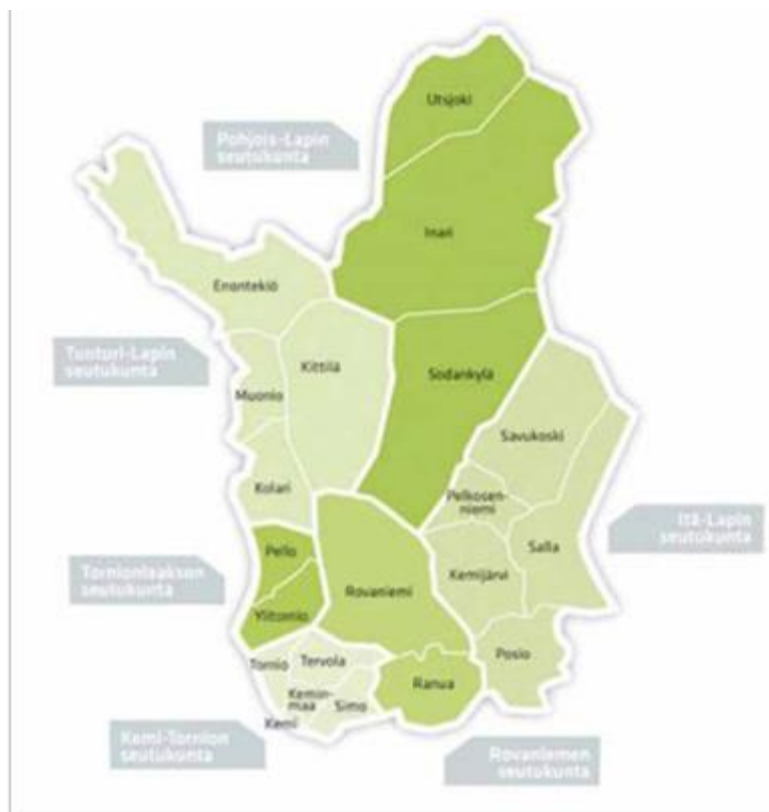 Utsjoki
Pohjois-Lapin
seutukunta
Inari
Enontekiö
Tunturi-Lapin
seutukunta
Kittilä
Sodankylä
Muonio
Savukoski
Kolari
Pelkosen-
niemi
Itä-Lapin
seutukunta
Salla
Pello
Tornionlaakson
seutukunta
Kemijärvi
Rovaniemi
Ylitornio
Tornio
Tervola
Posio
Ranua
Kemin-
maa
Simo
Kemi
Kemi-Tornion
seutukunta
Rovaniemen
seutukunta